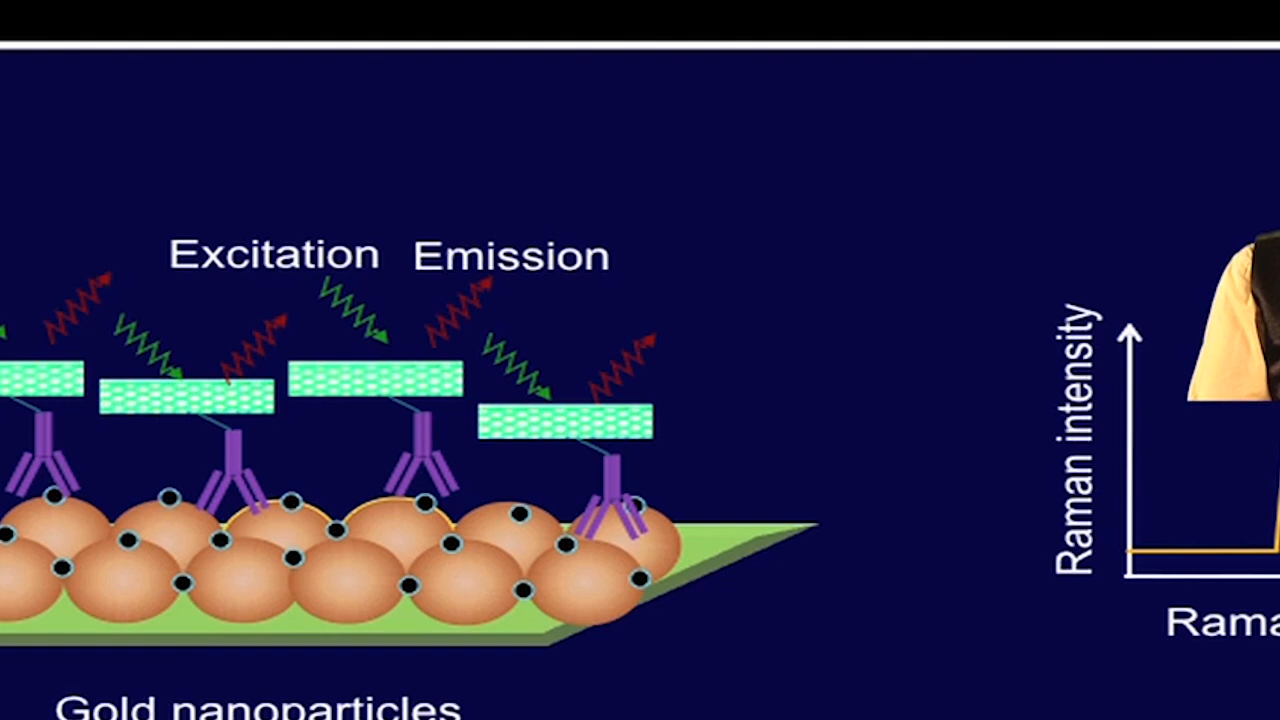 Excitation Emission
Raman intensity
Gold nanoparticles